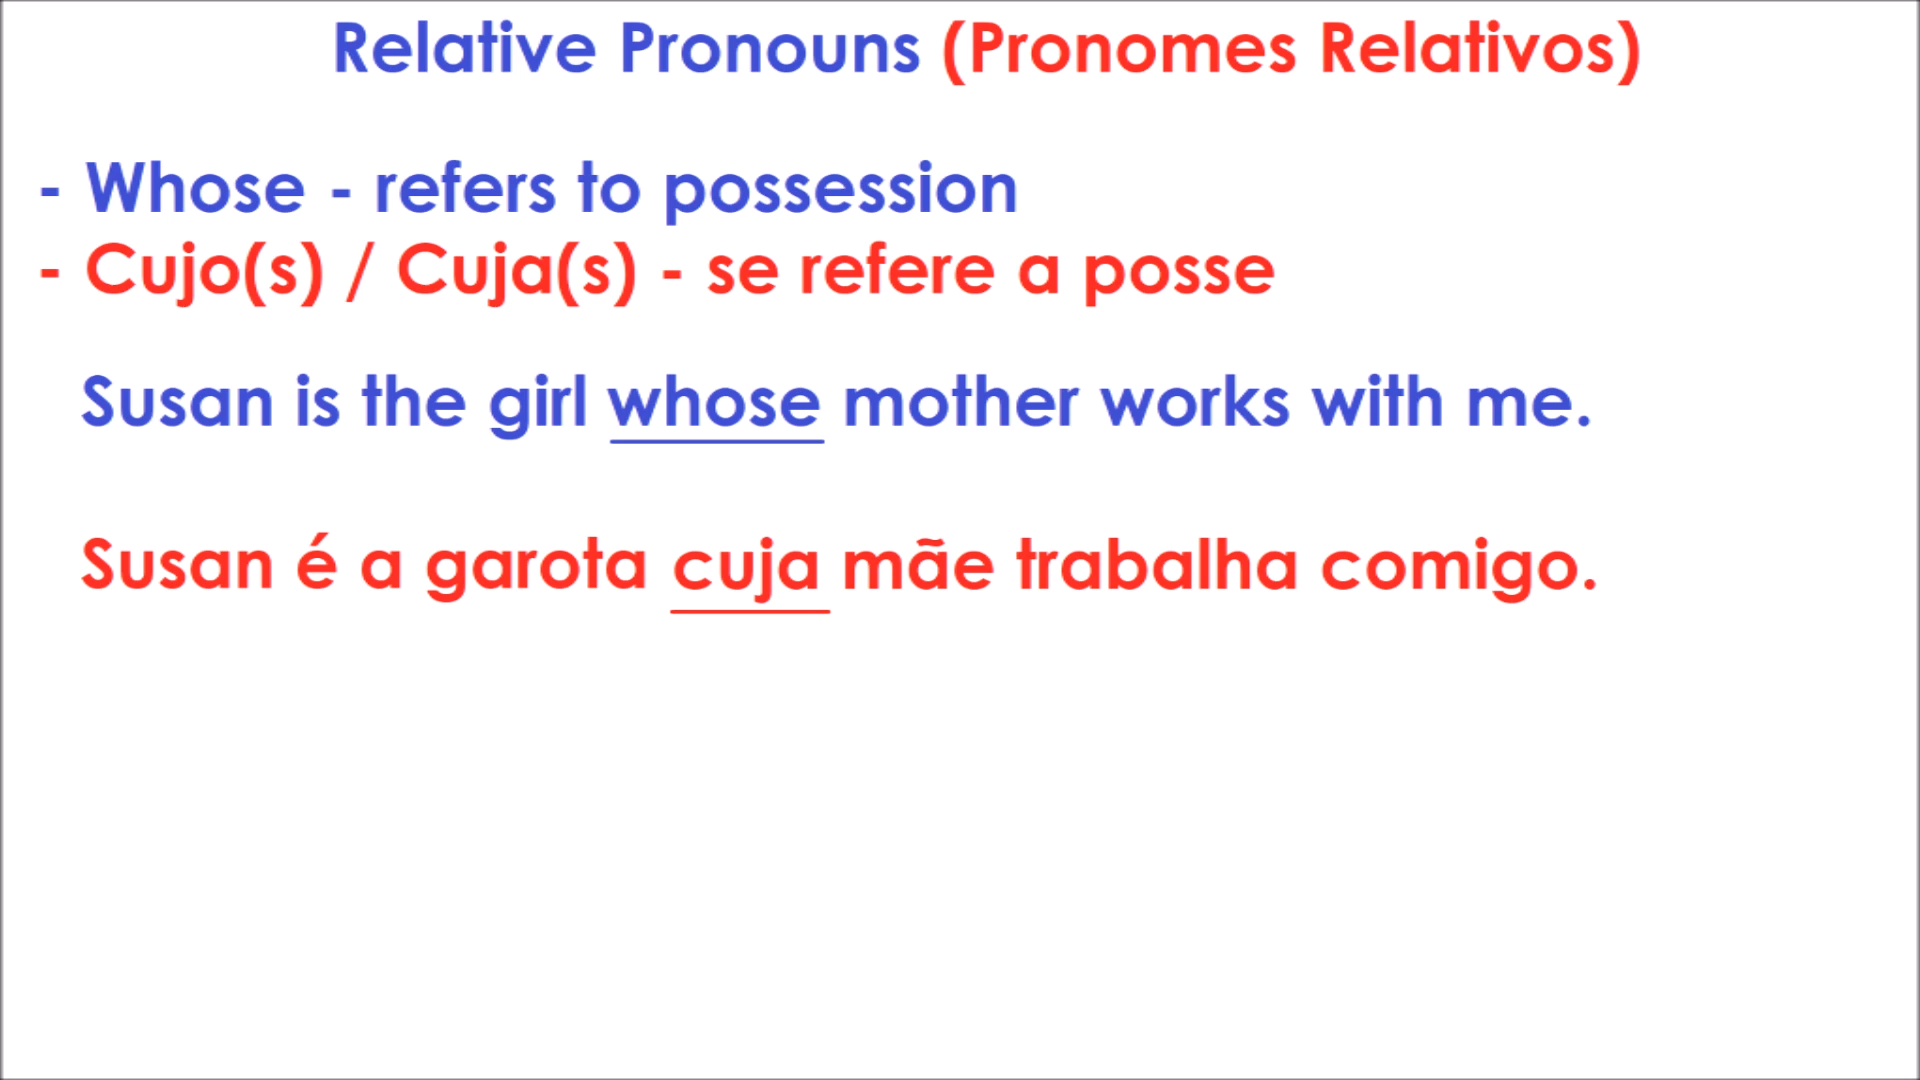 Relative Pronouns (Pronomes Relativos)
- Whose - refers to possession
- Cujo(s) / Cuja(s) - se refere a posse
Susan is the girl whose mother works with me.
Susan é a garota cuja mãe trabalha comigo.